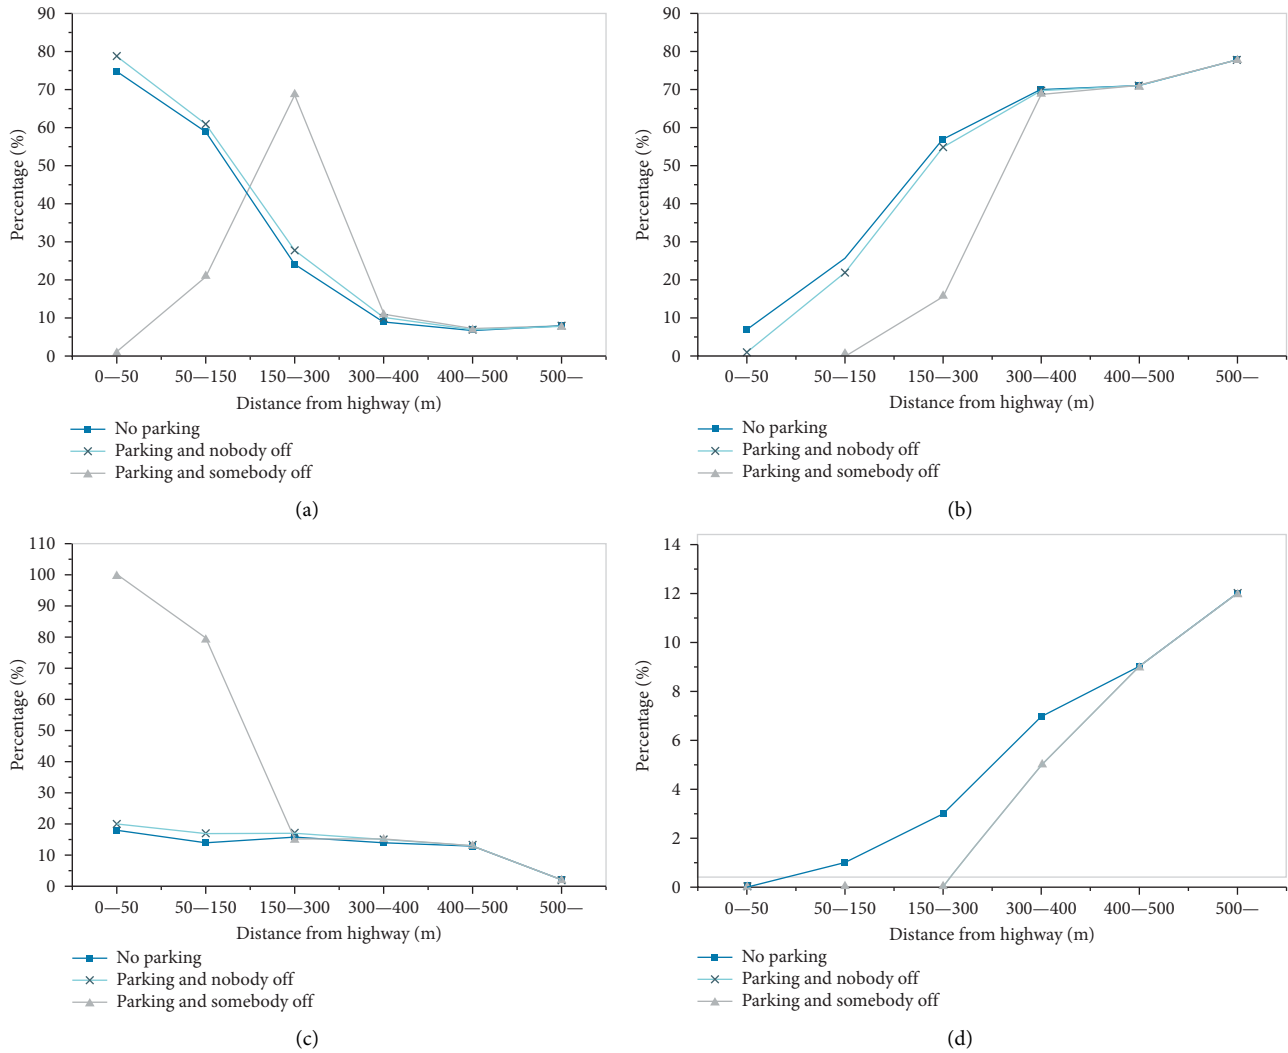 Percentage (%)
90
80
70
60
50
40
30
20
10
0
0—50 50—150 150—300 300—400 400—500 500—
Distance from highway (m)
No parking
Parking and nobody off
Parking and somebody off
(a)
Percentage (%)
90
80
70
60
50
40
30
20
10
0
0—50 50—150 150—300 300—400 400—500 500—
Distance from highway (m)
No parking
Parking and nobody off
Parking and somebody off
(b)
Percentage (%)
110
100
90
80
70
60
50
40
30
20
10
0
0—50 50—150 150—300 300—400 400—500 500—
Distance from highway (m)
No parking
Parking and nobody off
Parking and somebody off
(c)
Percentage (%)
14
12
10
8
6
4
2
0
0—50 50—150 150—300 300—400 400—500 500—
Distance from highway (m)
No parking
Parking and nobody off
Parking and somebody off
(d)